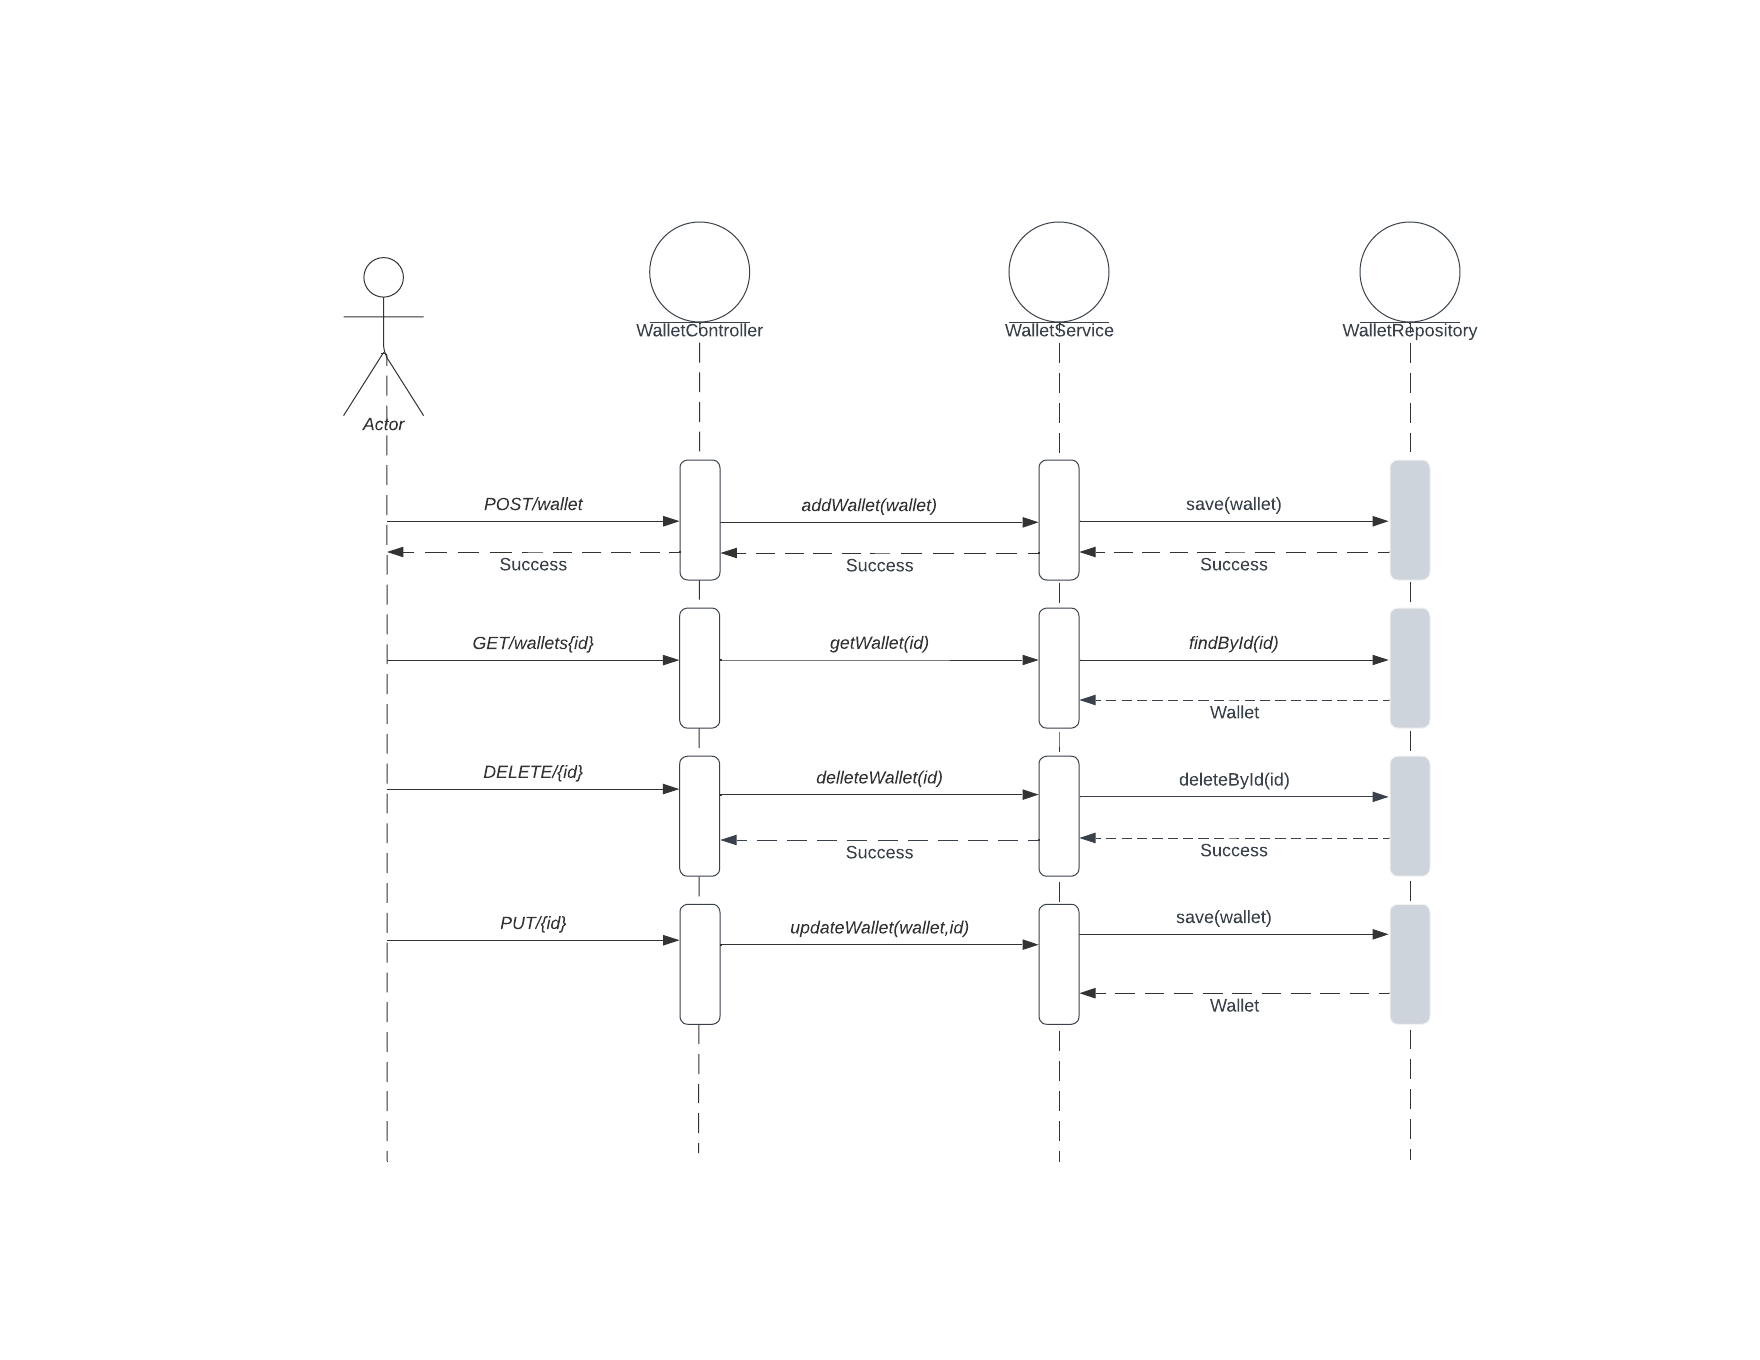 WalletController
WalletService
WalletRepository
Actor
POST/wallet
addWallet(wallet)
save(wallet)
Success
Success
Success
GET/wallets{id}
getWallet(id)
findById(id)
Wallet
DELETE/{id}
delleteWallet(id)
deleteById(id)
Success
Success
PUT/{id}
updateWallet(wallet,id)
save(wallet)
Wallet